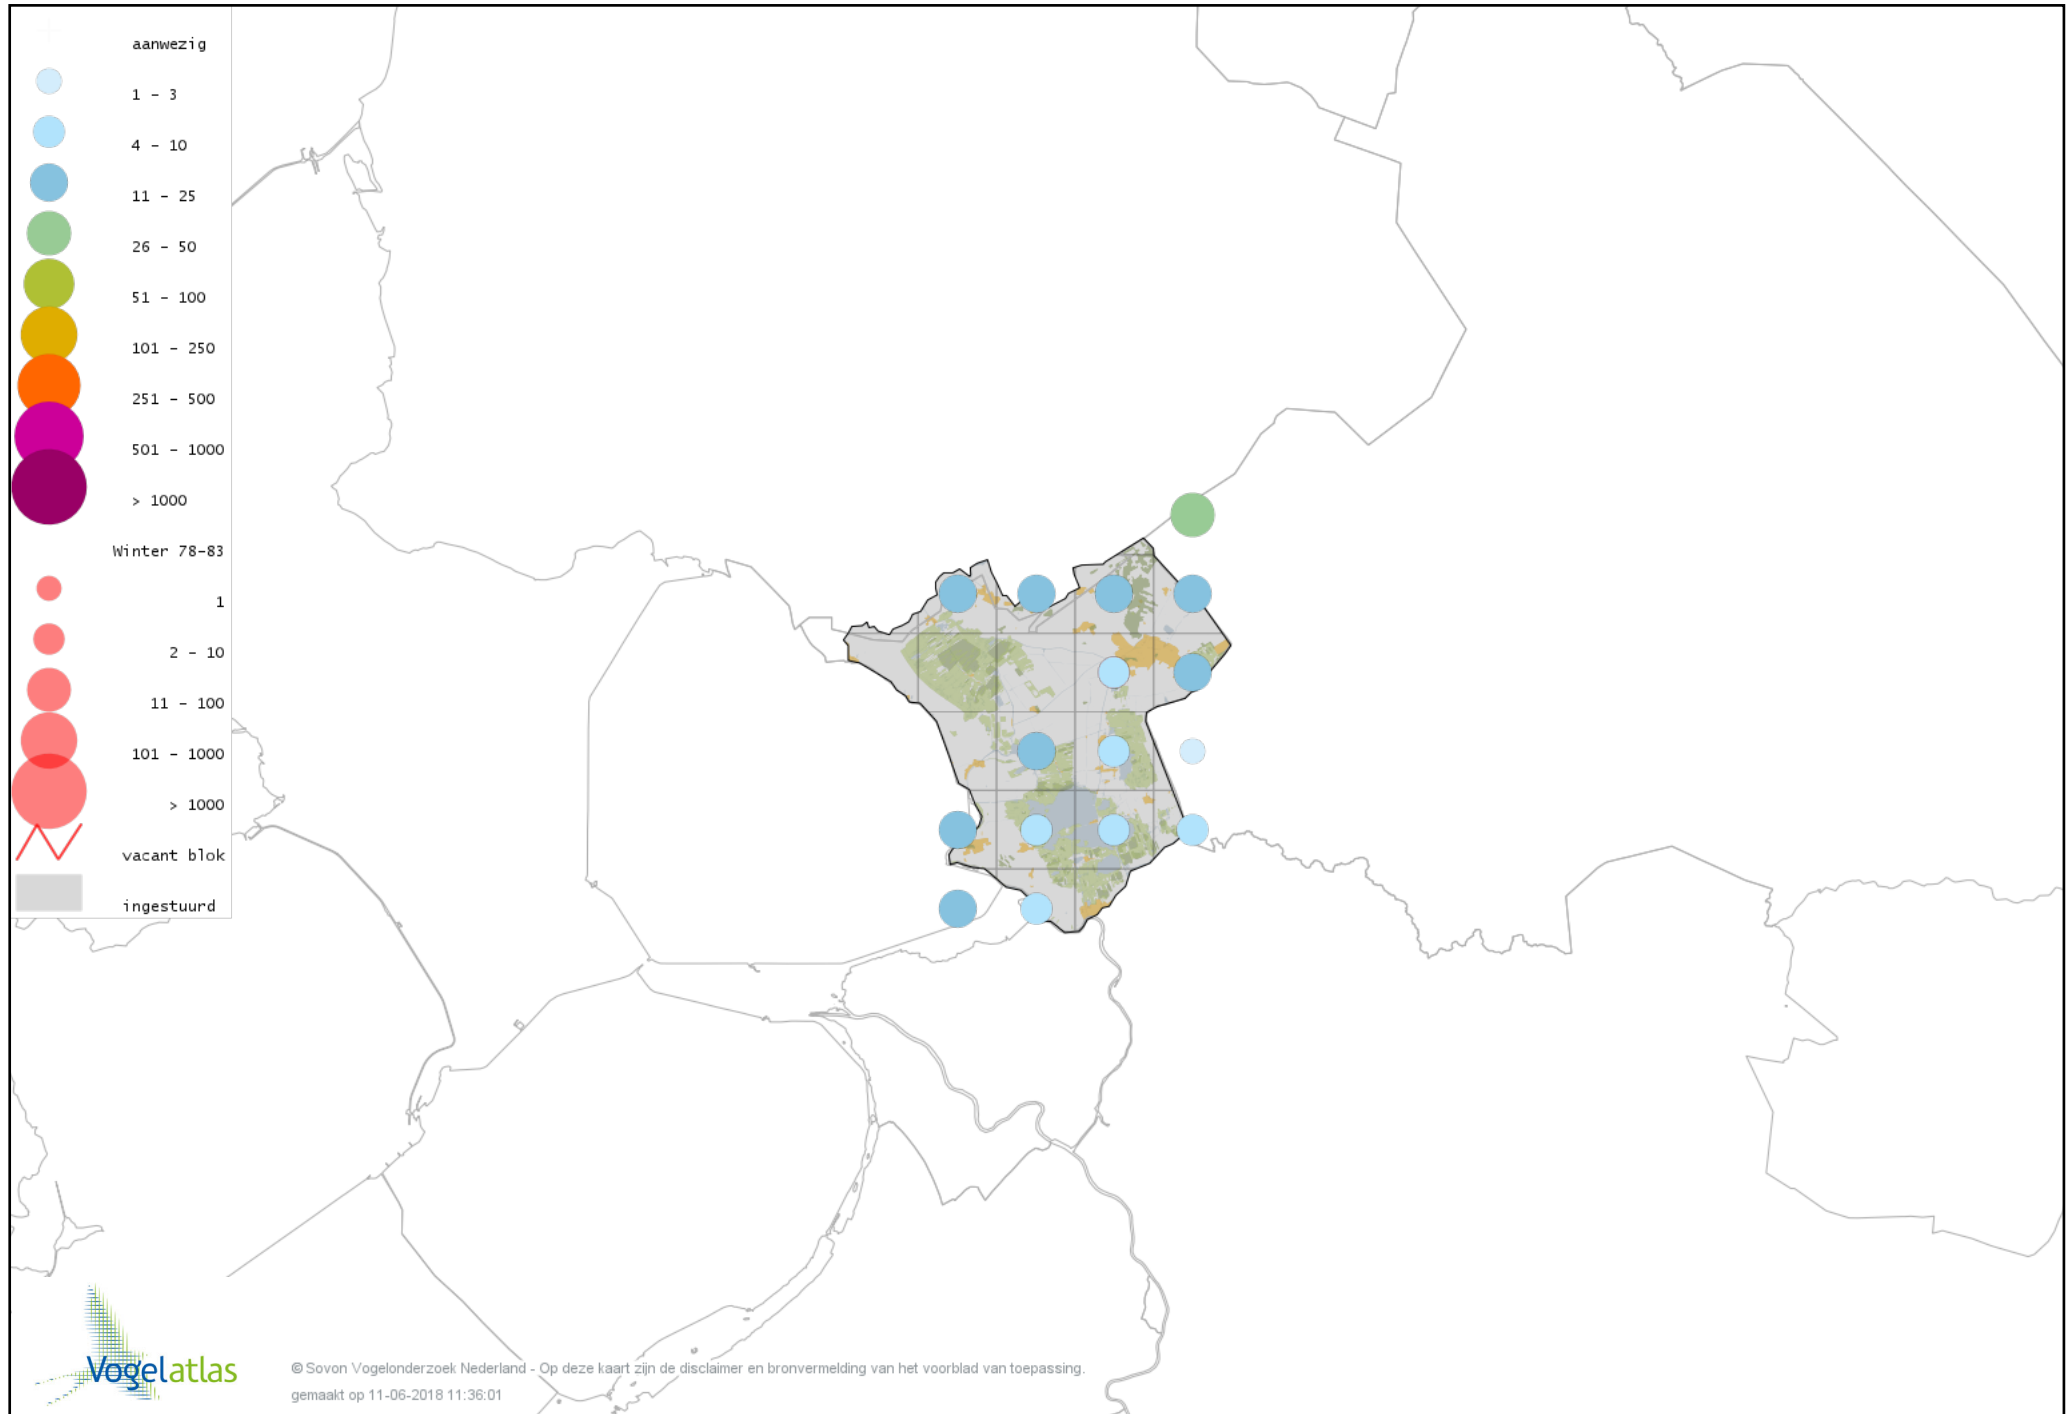 aanwezig
1 - 3
4 - 10
11 - 25
26 - 50
51 - 100
101 - 250
251 - 500
501 - 1000
> 1000
Winter 78-83
1
2 - 10
11 - 100
101 - 1000
> 1000
vacant blok
ingestuurd
Vogelatlas
© Sovon Vogelonderzoek Nederland - Op deze kaart zijn de disclaimer en bronvermelding van het voorblad van toepassing.
gemaakt op 11-06-2018 11:36:01